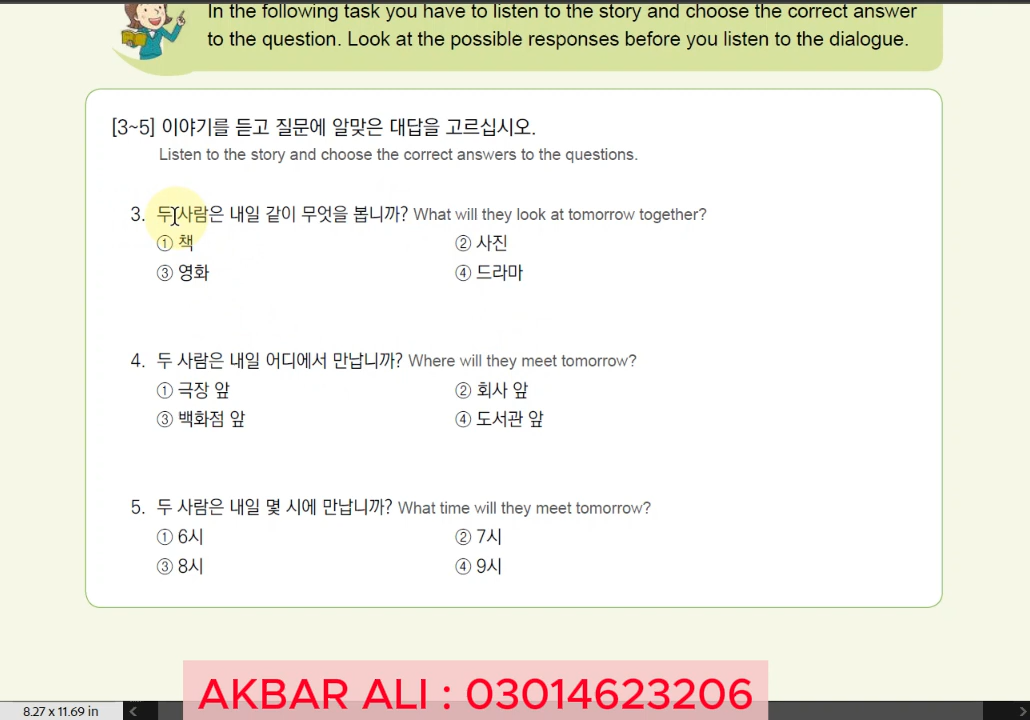 In the following task you have to listen to the story and choose the correct answer
to the question. Look at the possible responses before you listen to the dialogue.
[3~5] 이야기를 듣고 질문에 알맞은 대답을 고르십시오.
Listen to the story and choose the correct answers to the questions.
3. 두 사람은 내일 같이 무엇을 봅니까? What will they look at tomorrow together?
① 책 ② 사진
③ 영화 ④ 드라마
4. 두 사람은 내일 어디에서 만납니까? Where will they meet tomorrow?
① 극장 앞 ② 회사 앞
③ 백화점 앞 ④ 도서관 앞
5. 두 사람은 내일 몇 시에 만납니까? What time will they meet tomorrow?
① 6시 ② 7시
③ 8시 ④ 9시
AKBAR ALI : 03014623206
8.27 x 11.69 in